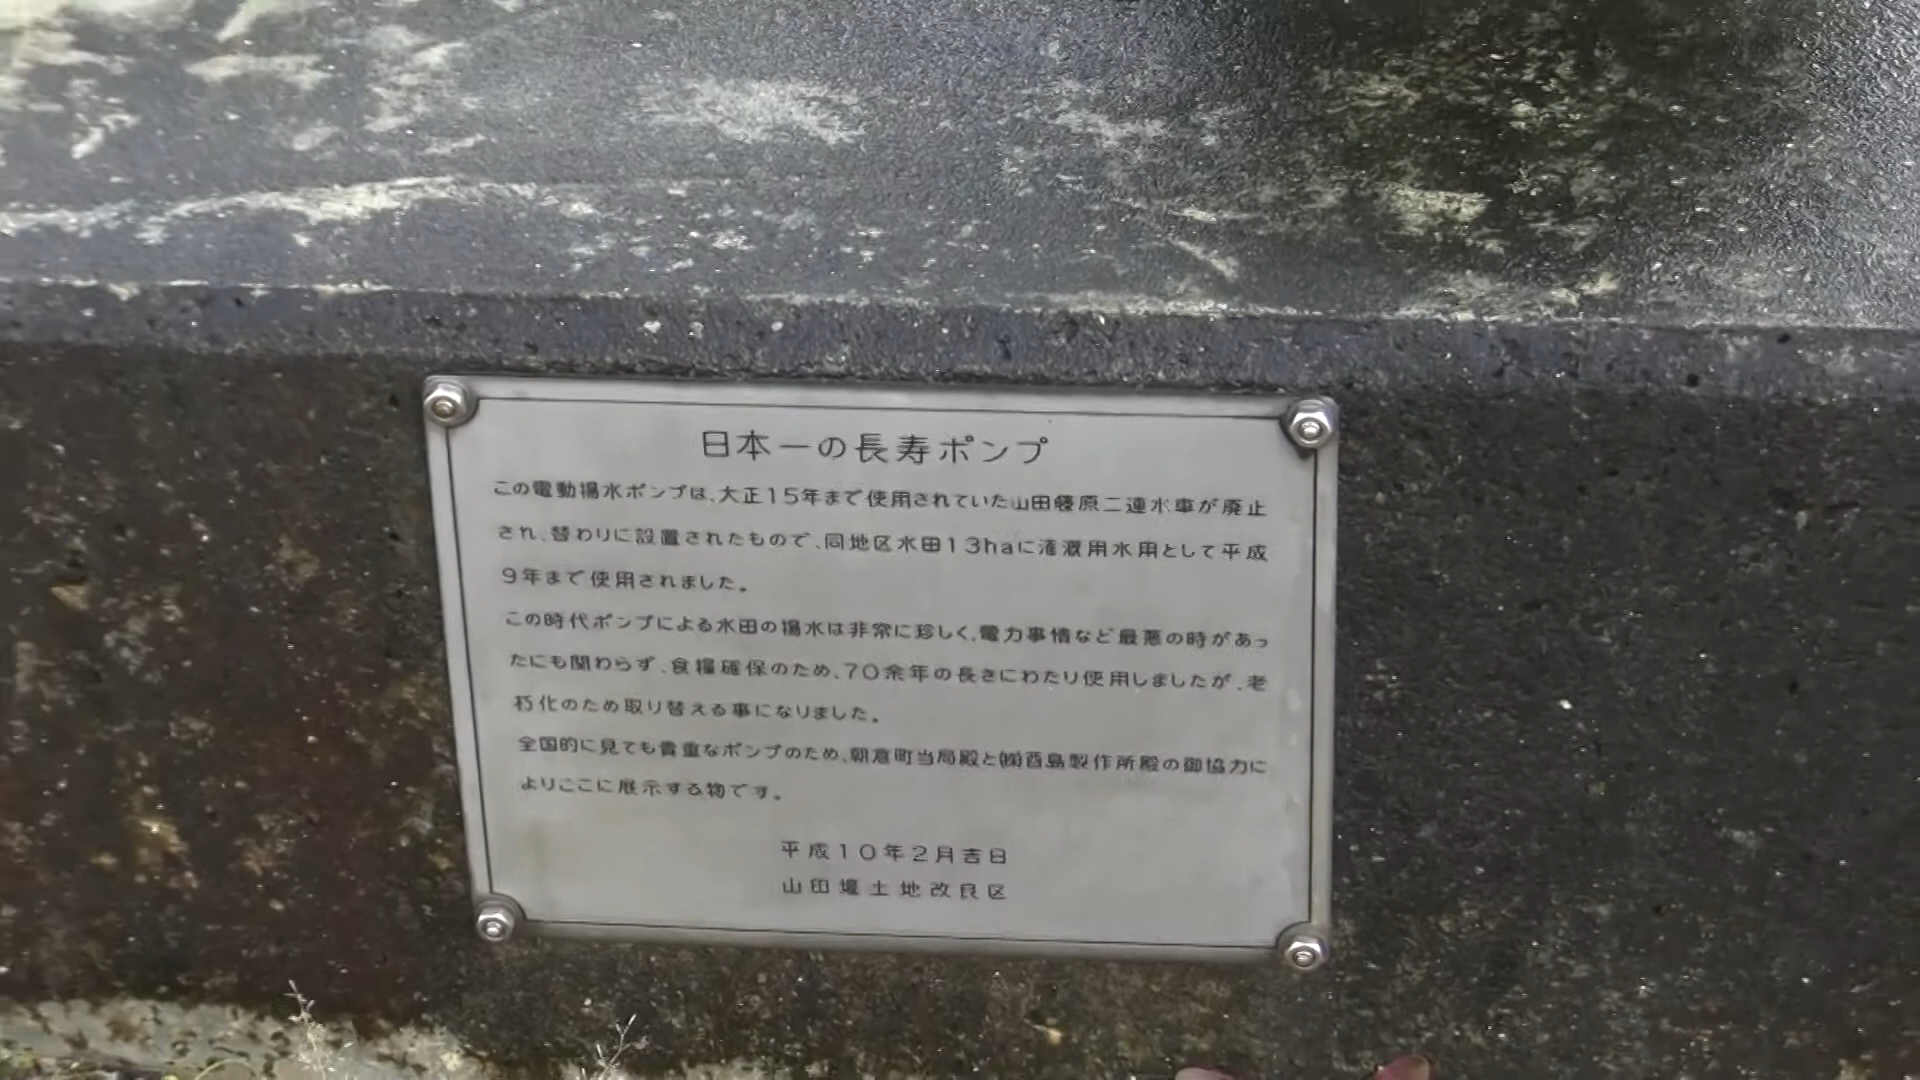 日本一の長寿ポンプ
この電動揚水ポンプは、大正15年まで使用されていた山田藤原二連水車が廃止
され、替わりに設置されたもので、同地区水田13haに潅漑用水用として平成
9年まで使用されました。
この時代ポンプによる水田の揚水は非常に珍しく、電力事情など最悪の時があっ
たにも関わらず、食糧確保のため、70余年の長きにわたり使用しましたが、老
朽化のため取り替える事になりました。
全国的に見ても貴重なポンプのため、朝倉町当局殿と㈱酉島製作所殿の御協力に
よりここに展示する物です。
平成10年2月吉日
山田堰土地改良区